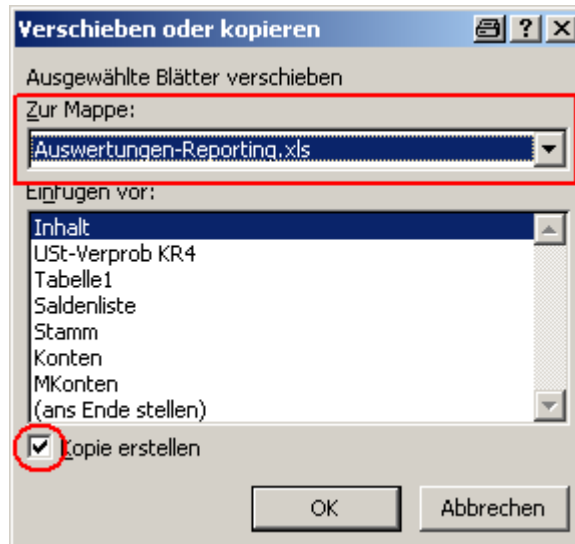 Verschieben oder kopieren
Ausgewählte Blätter verschieben
Zur Mappe:
Auswertungen-Reporting.xls
Einfügen vor:
Inhalt
USt-Verprob KR4
Tabelle1
Saldenliste
Stamm
Konten
MKonten
(ans Ende stellen)
Kopie erstellen
OK Abbrechen